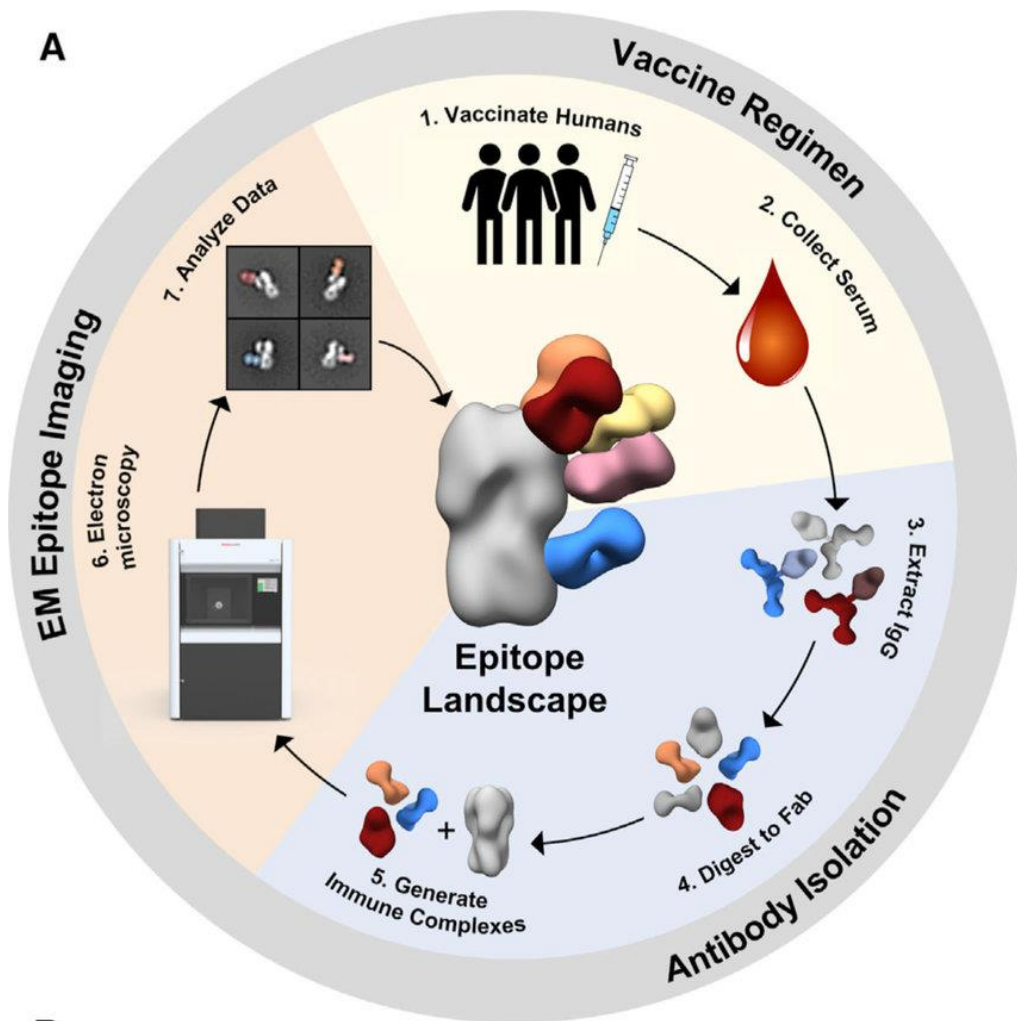 A
Vaccine Regimen
1. Vaccinate Humans
2. Collect Serum
3. Extract IgG
4. Digest to Fab
Antibody Isolation
5. Generate
Immune Complexes
+
6. Electron
microscopy
EM Epitope Imaging
7. Analyze Data
Epitope
Landscape